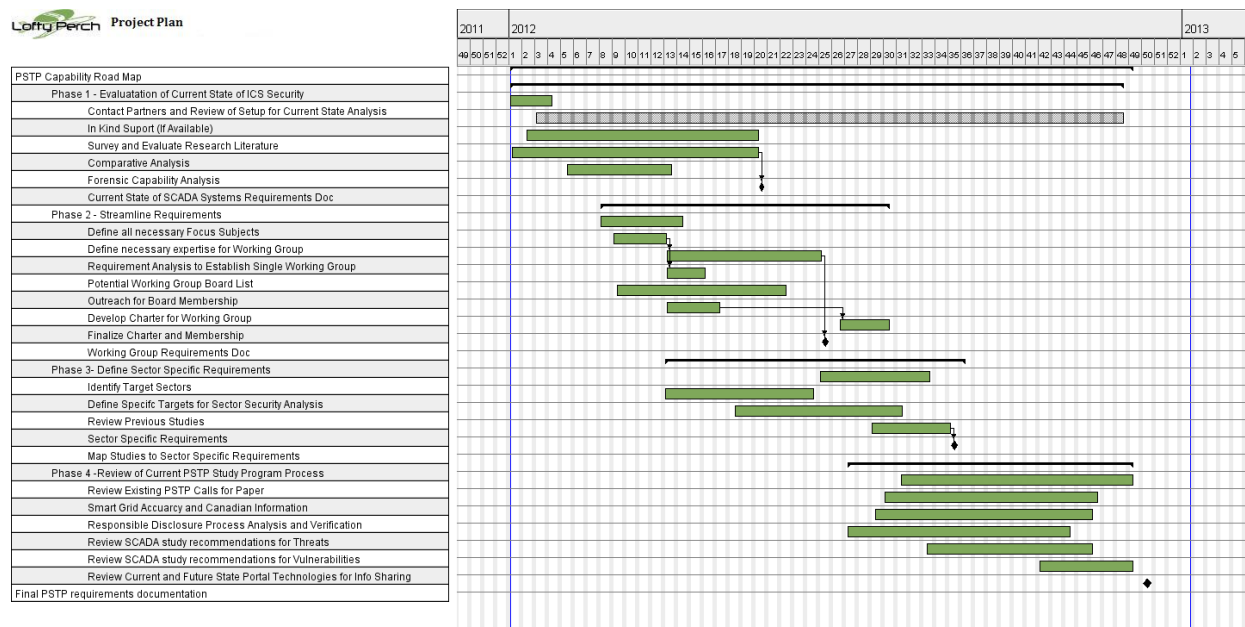 Lofty Perch Project Plan
2011 2012 2013
49 50 51 52 1 2 3 4 5 6 7 8 9 10 11 12 13 14 15 16 17 18 19 20 21 22 23 24 25 26 27 28 29 30 31 32 33 34 35 36 37 38 39 40 41 42 43 44 45 46 47 48 49 50 51 52 1 2 3 4 5
PSTP Capability Road Map
Phase 1 - Evaluatation of Current State of ICS Security
Contact Partners and Review of Setup for Current State Analysis
In Kind Suport (If Available)
Survey and Evaluate Research Literature
Comparative Analysis
Forensic Capability Analysis
Current State of SCADA Systems Requirements Doc
Phase 2 - Streamline Requirements
Define all necessary Focus Subjects
Define necessary expertise for Working Group
Requirement Analysis to Establish Single Working Group
Potential Working Group Board List
Outreach for Board Membership
Develop Charter for Working Group
Finalize Charter and Membership
Working Group Requirements Doc
Phase 3- Define Sector Specific Requirements
Identify Target Sectors
Define Specifc Targets for Sector Security Analysis
Review Previous Studies
Sector Specific Requirements
Map Studies to Sector Specific Requirements
Phase 4 -Review of Current PSTP Study Program Process
Review Existing PSTP Calls for Paper
Smart Grid Accuarcy and Canadian Information
Responsible Disclosure Process Analysis and Verification
Review SCADA study recommendations for Threats
Review SCADA study recommendations for Vulnerabilities
Review Current and Future State Portal Technologies for Info Sharing
Final PSTP requirements documentation